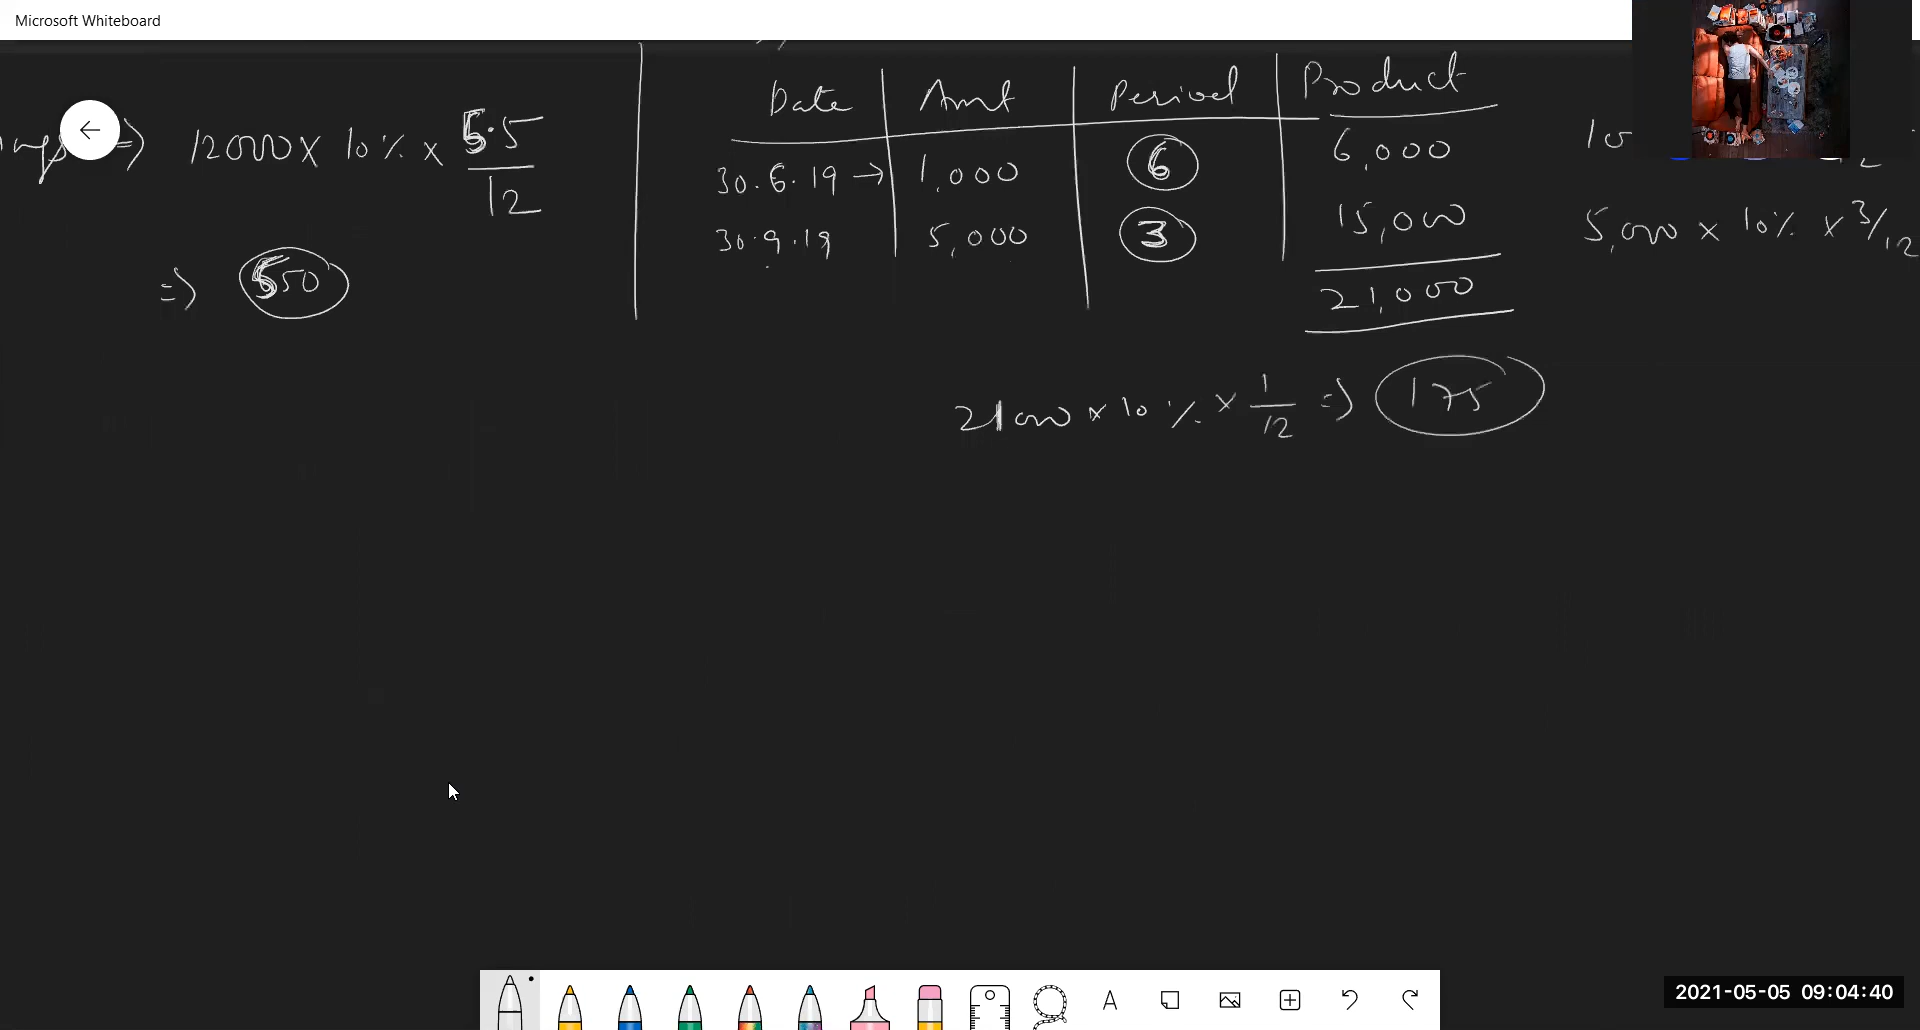 Microsoft Whiteboard
=> 12000 x 10% x 5.5/12
=> 550
Date Amt Period Product
30.6.19 → 1,000 6 6,000
30.9.19 5,000 3 15,000
21,000
21000 x 10% x 1/12 => 175
10
5,000 x 10% x 3/12
A
2021-05-05 09:04:40